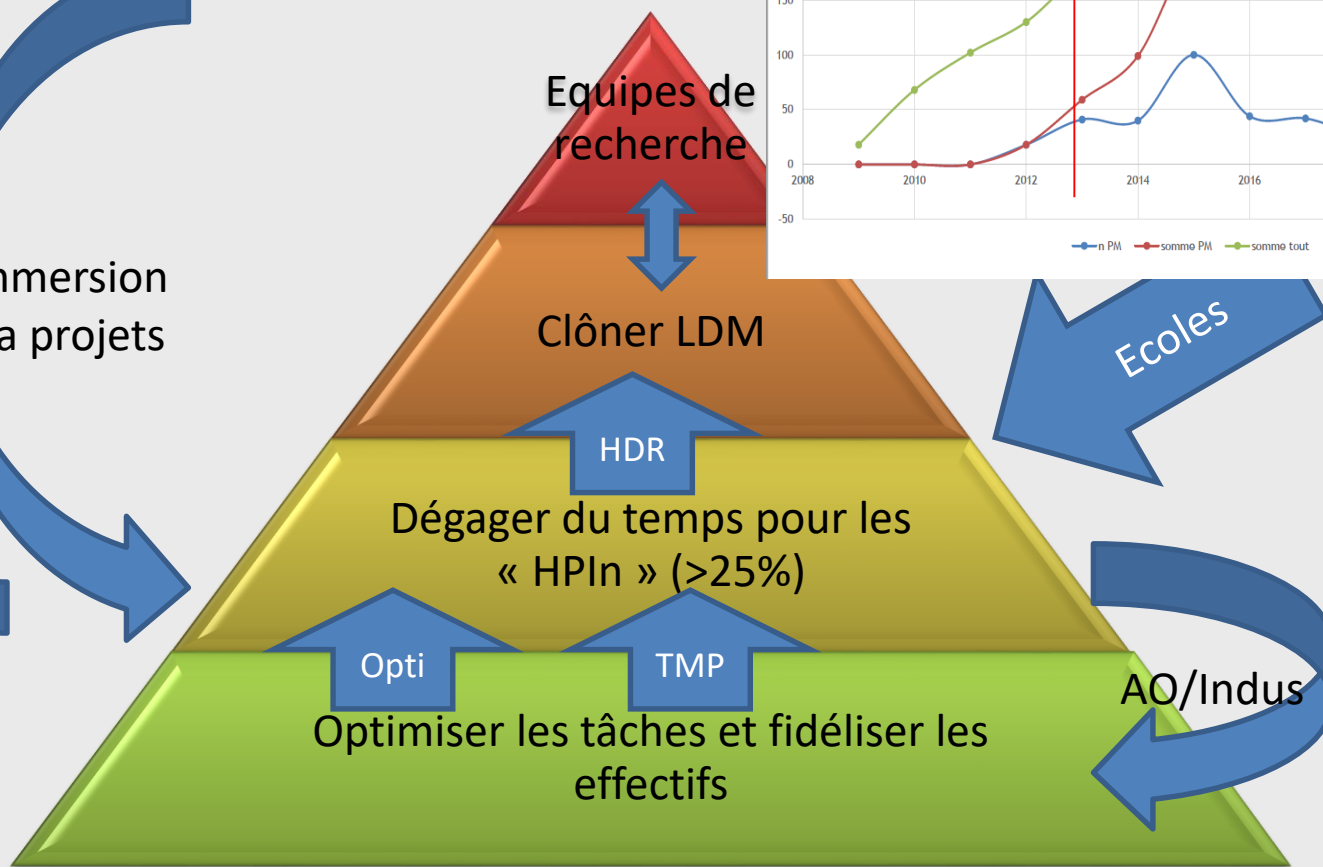 150
100
50
0
-50
2008
2010
2012
2014
2016
n PM
somme PM
somme tout
Equipes de
recherche
mmersion
a projets
Clôner LDM
Ecoles
HDR
Dégager du temps pour les
« HPIn » (>25%)
Opti
TMP
AO/Indus
Optimiser les tâches et fidéliser les
effectifs